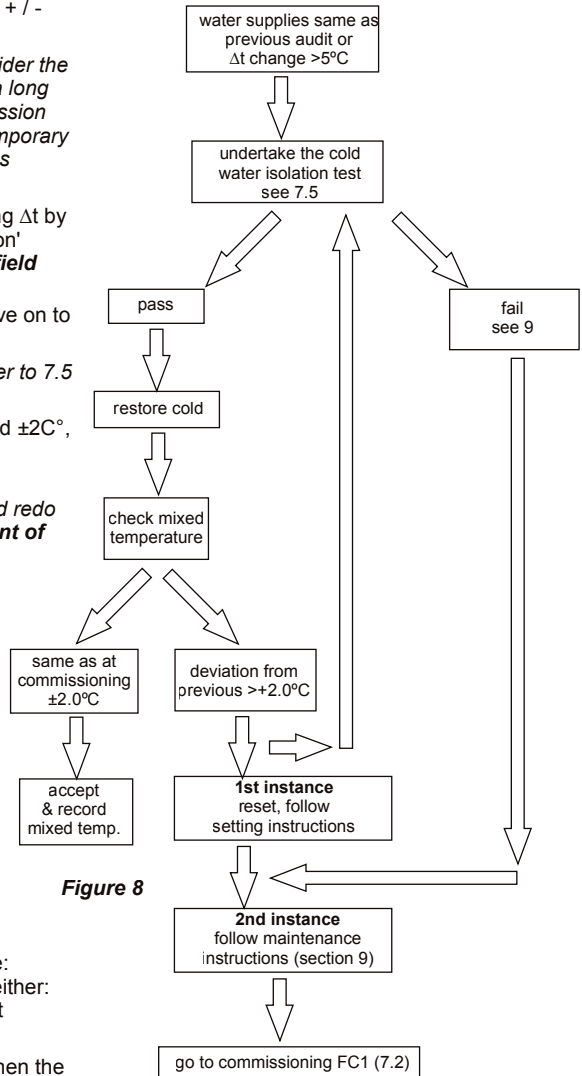 + / -
ider the
a long
ession
mporary
s
ng Δt by
on'
field
ve on to
er to 7.5
d ±2C°,
d redo
nt of
e:
either:
t
hen the
water supplies same as
previous audit or
Δt change >5ºC
undertake the cold
water isolation test
see 7.5
pass
fail
see 9
restore cold
check mixed
temperature
same as at
commissioning
±2.0ºC
deviation from
previous >+2.0ºC
accept
& record
mixed temp.
1st instance
reset, follow
setting instructions
Figure 8
2nd instance
follow maintenance
instructions (section 9)
go to commissioning FC1 (7.2)